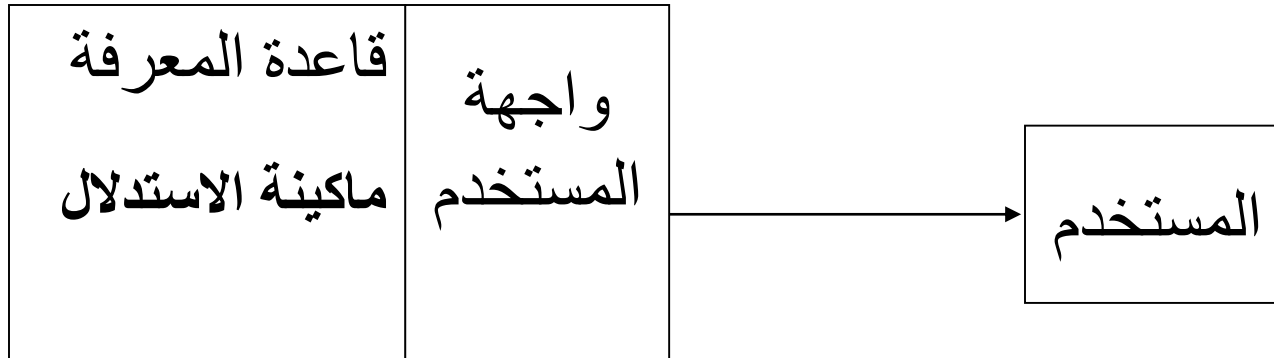 قاعدة المعرفة
ماكينة الاستدلال
واجهة
المستخدم
المستخدم